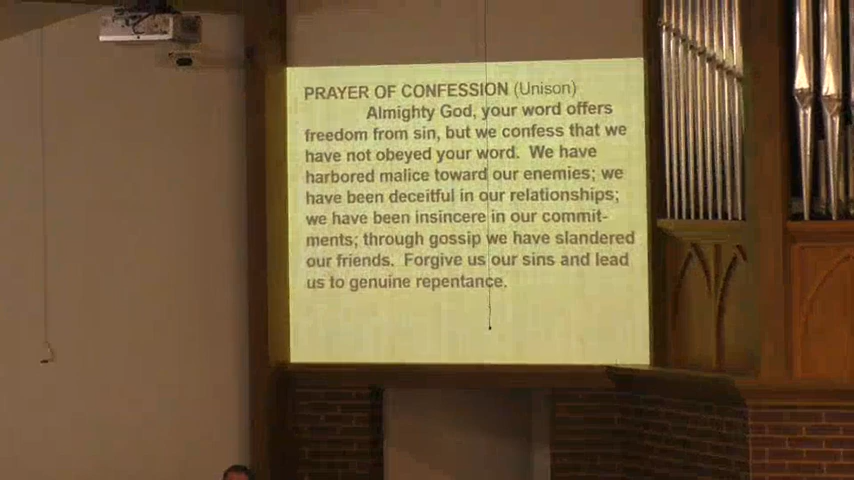 PRAYER OF CONFESSION (Unison)
Almighty God, your word offers
freedom from sin, but we confess that we
have not obeyed your word. We have
harbored malice toward our enemies; we
have been deceitful in our relationships;
we have been insincere in our commit-
ments; through gossip we have slandered
our friends. Forgive us our sins and lead
us to genuine repentance.